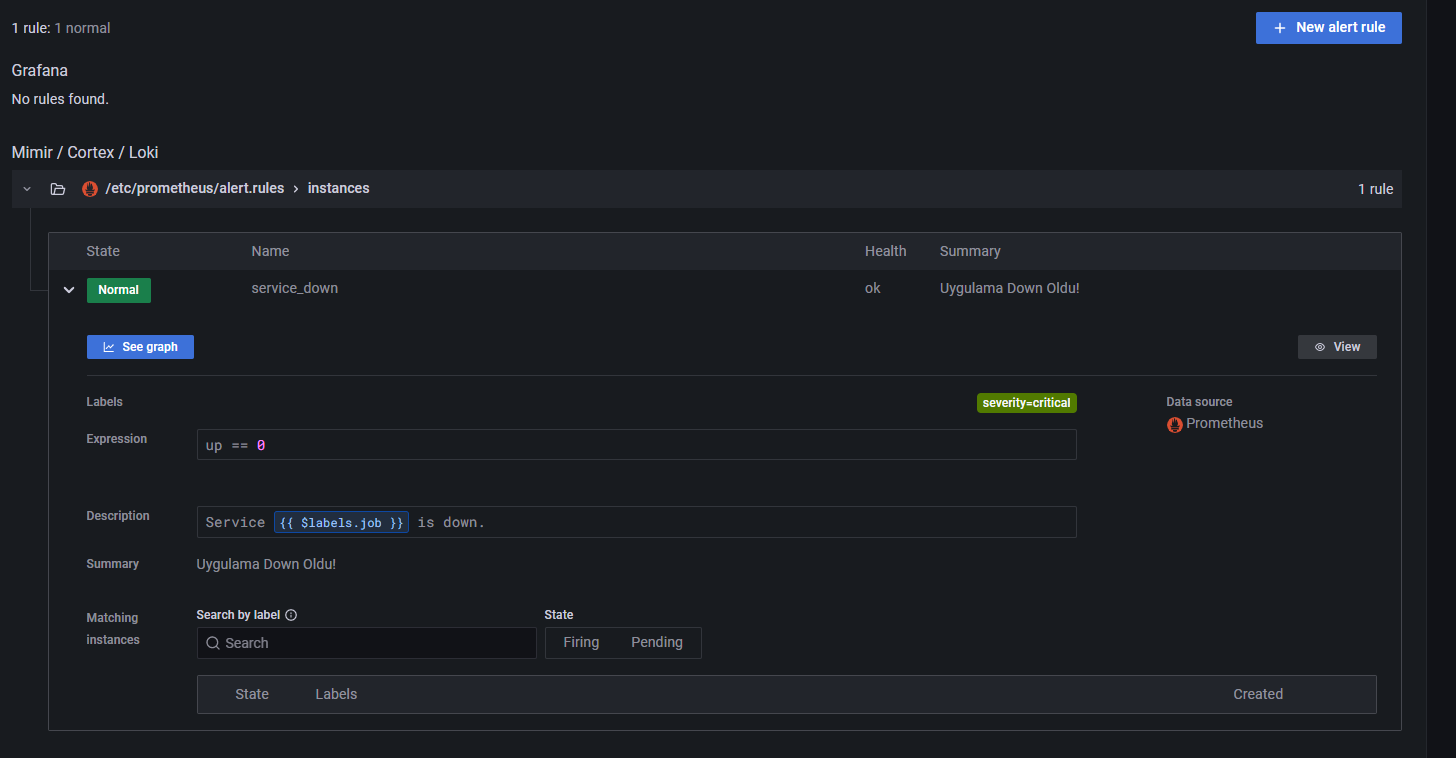 1 rule: 1 normal
+ New alert rule
Grafana
No rules found.
Mimir / Cortex / Loki
/etc/prometheus/alert.rules > instances 1 rule
State Name Health Summary
Normal service_down ok Uygulama Down Oldu!
See graph View
Labels severity=critical Data source
Prometheus
Expression up == 0
Description Service {{ $labels.job }} is down.
Summary Uygulama Down Oldu!
Matching instances
Search by label State
Search Firing Pending
State Labels Created